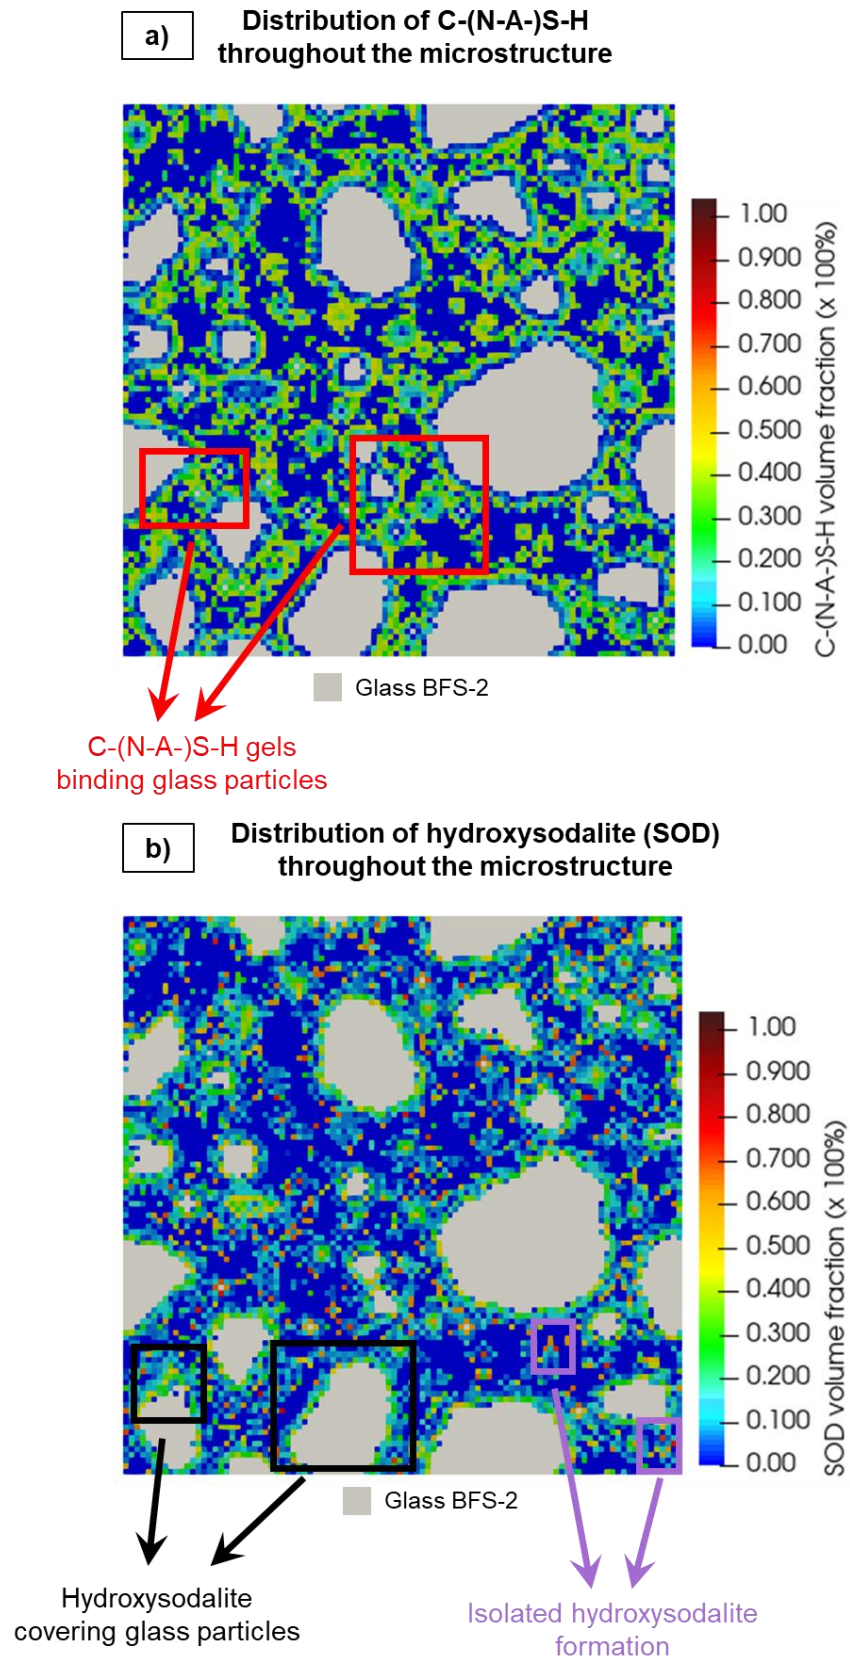 a)
Distribution of C-(N-A-)S-H
throughout the microstructure
1.00
0.900
0.800
0.700
0.600
0.500
0.400
0.300
0.200
0.100
0.00
C-(N-A-)S-H volume fraction (x 100%)
Glass BFS-2
C-(N-A-)S-H gels
binding glass particles
b)
Distribution of hydroxysodalite (SOD)
throughout the microstructure
1.00
0.900
0.800
0.700
0.600
0.500
0.400
0.300
0.200
0.100
0.00
SOD volume fraction (x 100%)
Glass BFS-2
Hydroxysodalite
covering glass particles
Isolated hydroxysodalite
formation